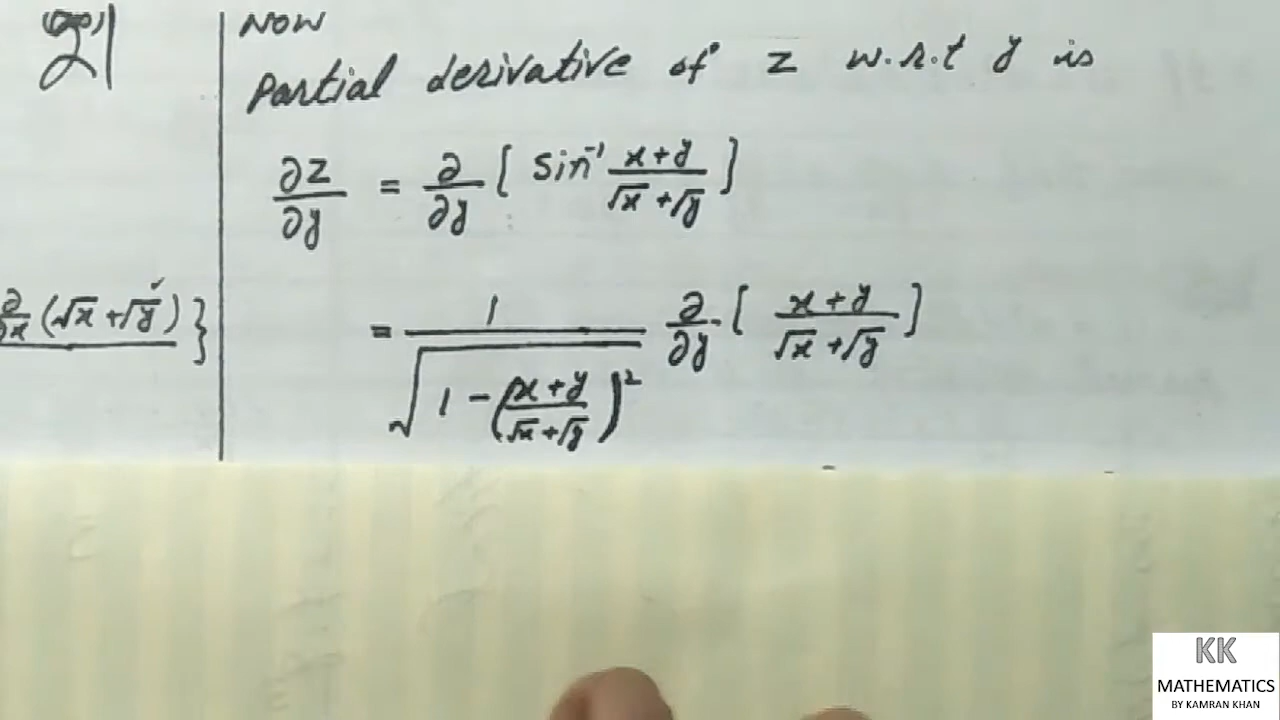 Now
Partial derivative of z w.r.t y is
∂z/∂y = ∂/∂y [ sin⁻¹ (x+y)/(√x+√y) ]
∂/∂x (√x+√y) }
= 1/√(1-((x+y)/(√x+√y))²) ∂/∂y [ (x+y)/(√x+√y) ]
KK
MATHEMATICS
BY KAMRAN KHAN